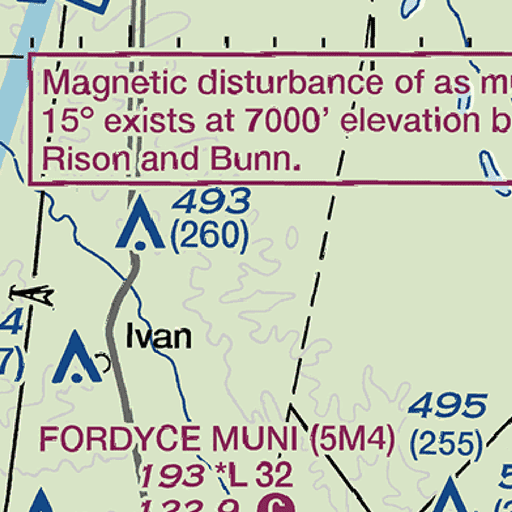 Magnetic disturbance of as
15° exists at 7000' elevation
Rison and Bunn.
493
(260)
Ivan
495
(255)
FORDYCE MUNI (5M4)
193 *L 32
C